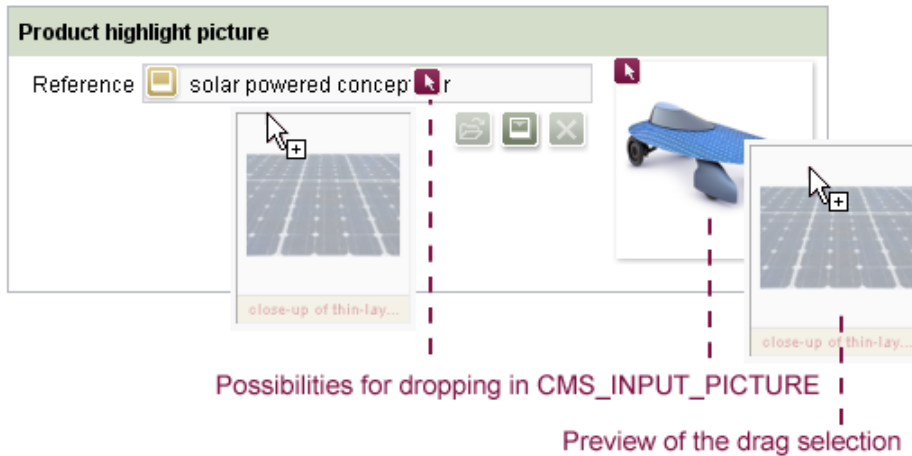 Product highlight picture
Reference solar powered concep r
close-up of thin-lay...
close-up of thin-lay...
Possibilities for dropping in CMS_INPUT_PICTURE
Preview of the drag selection